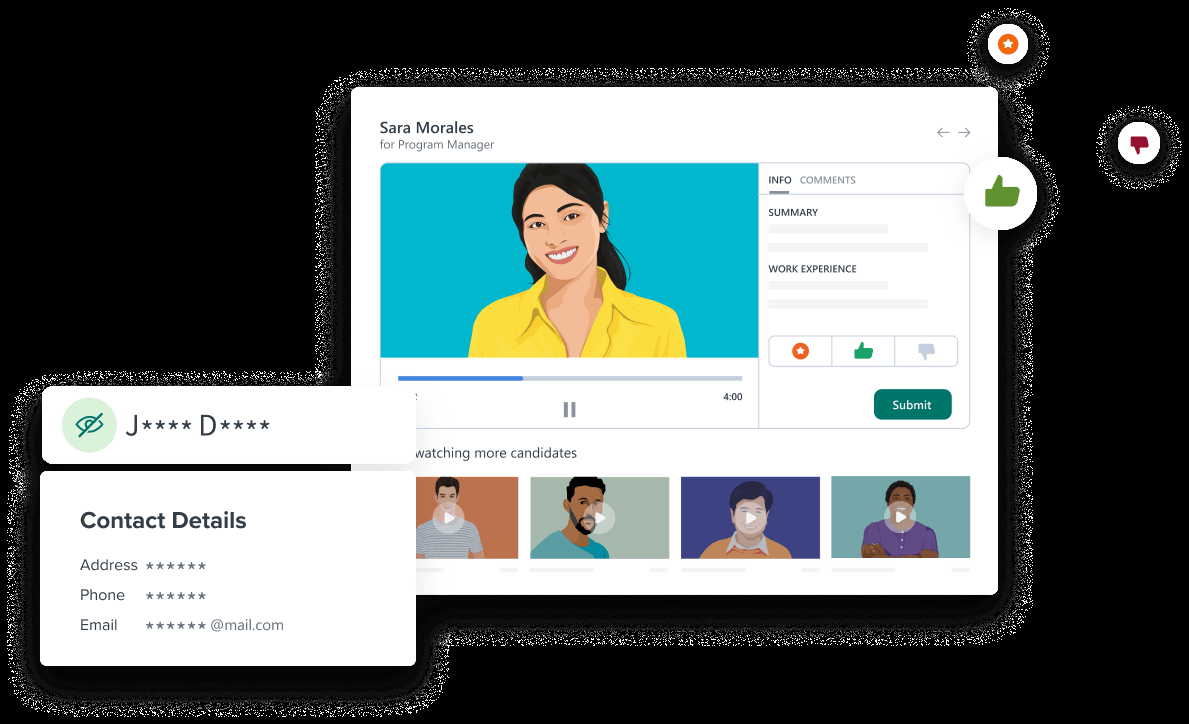 Sara Morales
for Program Manager
INFO COMMENTS
SUMMARY
WORK EXPERIENCE
4:00
Submit
watching more candidates
J**** D****
Contact Details
Address ******
Phone ******
Email ****** @mail.com